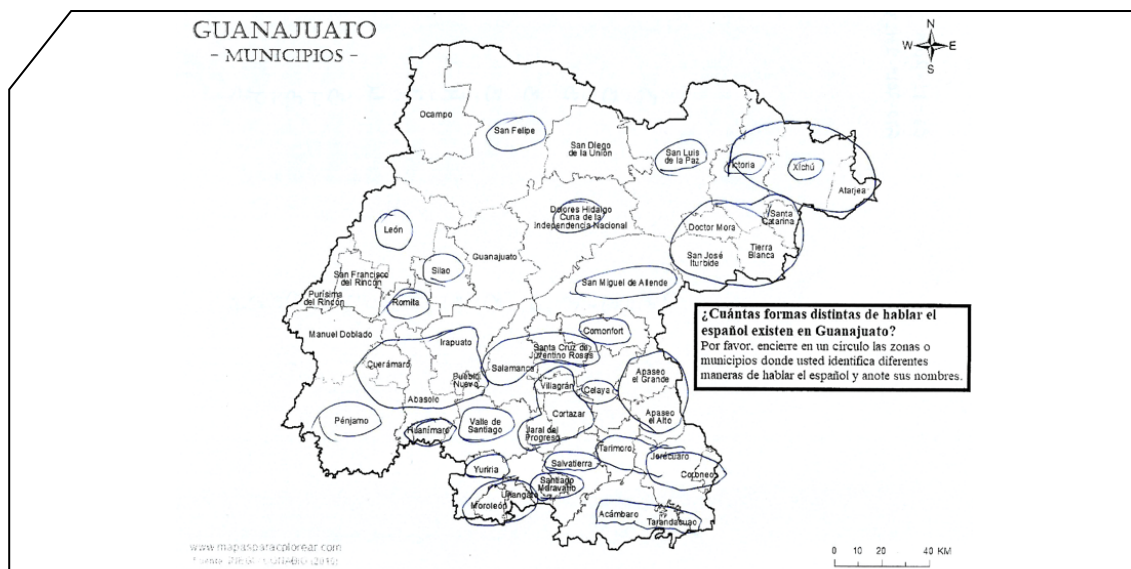 GUANAJUATO
- MUNICIPIOS -
N
W E
S
Ocampo
San Felipe
San Diego
de la Unión
San Luis
de la Paz
Victoria
Xichú
Atarjea
Dolores Hidalgo
Cuna de la
Independencia Nacional
Santa
Catarina
Doctor Mora
León
Silao
Guanajuato
San José
Iturbide
Tierra
Blanca
San Francisco
del Rincón
San Miguel de Allende
Purísima
del Rincón
Romita
Manuel Doblado
Irapuato
Comonfort
Santa Cruz de
Juventino Rosas
Salamanca
Querámaro
Pueblo
Nuevo
Abasolo
Villagrán
Celaya
Apaseo
el Grande
Cortazar
Apaseo
el Alto
Pénjamo
Huanímaro
Valle de
Santiago
Jaral del
Progreso
Tarimoro
Jerécuaro
Coroneo
Yuriria
Salvatierra
Santiago
Maravatío
Uriangato
Moroleón
Acámbaro
Tarandacuao
¿Cuántas formas distintas de hablar el
español existen en Guanajuato?
Por favor, encierre en un círculo las zonas o
municipios donde usted identifica diferentes
maneras de hablar el español y anote sus nombres.
www.mapasparacolorear.com
0 10 20 40 KM